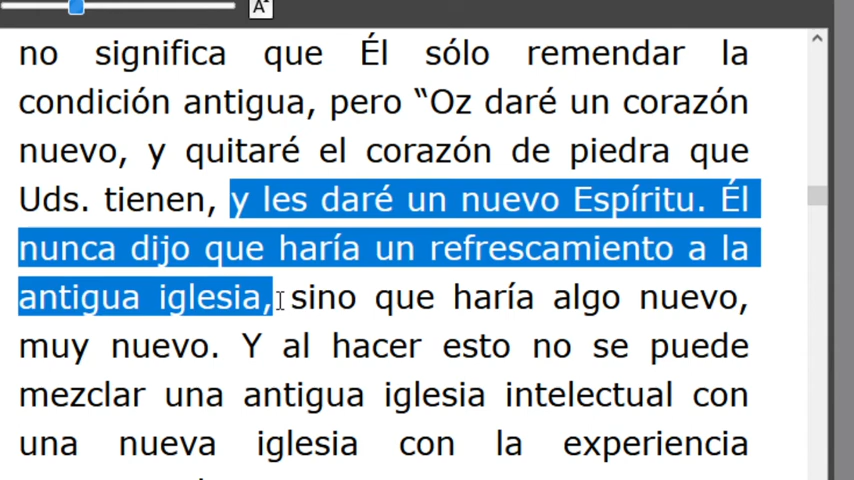 A
no significa que Él sólo remendar la
condición antigua, pero “Oz daré un corazón
nuevo, y quitaré el corazón de piedra que
Uds. tienen, y les daré un nuevo Espíritu. Él
nunca dijo que haría un refrescamiento a la
antigua iglesia, sino que haría algo nuevo,
muy nuevo. Y al hacer esto no se puede
mezclar una antigua iglesia intelectual con
una nueva iglesia con la experiencia